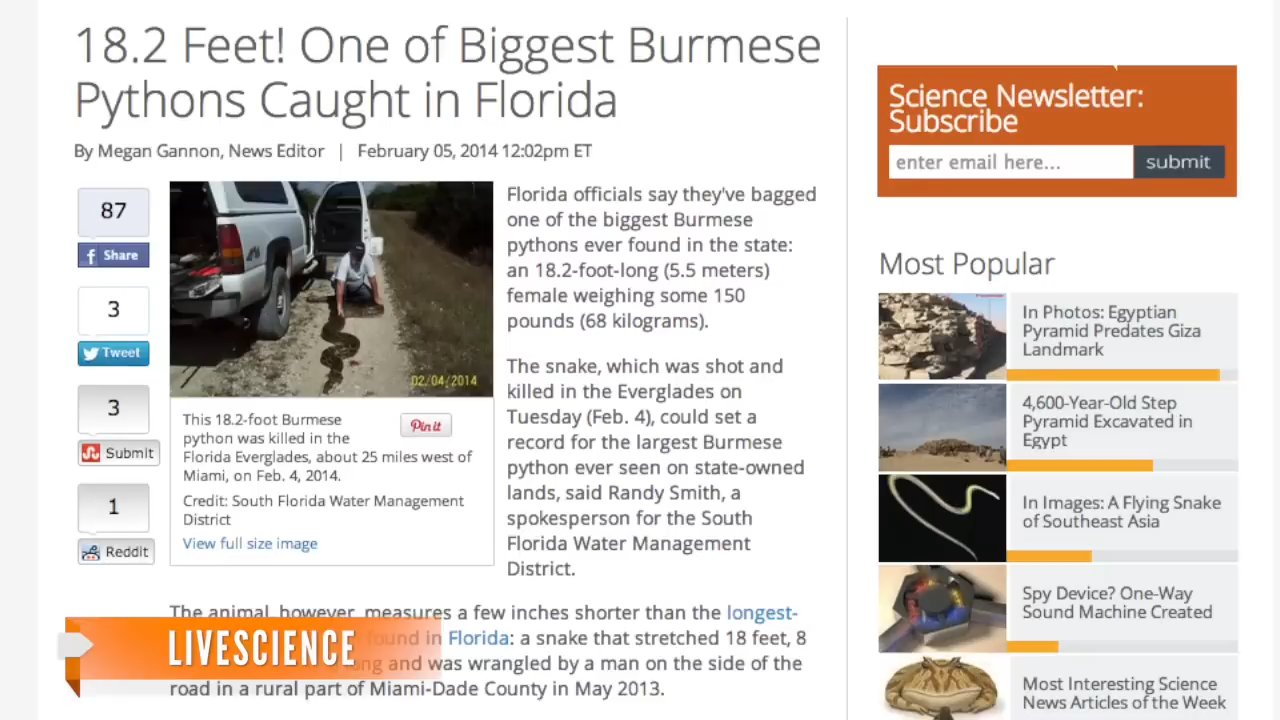 18.2 Feet! One of Biggest Burmese
Pythons Caught in Florida
By Megan Gannon, News Editor | February 05, 2014 12:02pm ET
87
f Share
3
Tweet
3
Submit
1
Reddit
02/04/2014
This 18.2-foot Burmese
python was killed in the
Florida Everglades, about 25 miles west of
Miami, on Feb. 4, 2014.
Pin it
Credit: South Florida Water Management
District
View full size image
Florida officials say they've bagged
one of the biggest Burmese
pythons ever found in the state:
an 18.2-foot-long (5.5 meters)
female weighing some 150
pounds (68 kilograms).
The snake, which was shot and
killed in the Everglades on
Tuesday (Feb. 4), could set a
record for the largest Burmese
python ever seen on state-owned
lands, said Randy Smith, a
spokesperson for the South
Florida Water Management
District.
The animal, however, measures a few inches shorter than the longest-
found in Florida: a snake that stretched 18 feet, 8
and was wrangled by a man on the side of the
road in a rural part of Miami-Dade County in May 2013.
LIVESCIENCE
Science Newsletter:
Subscribe
enter email here...
submit
Most Popular
In Photos: Egyptian
Pyramid Predates Giza
Landmark
4,600-Year-Old Step
Pyramid Excavated in
Egypt
In Images: A Flying Snake
of Southeast Asia
Spy Device? One-Way
Sound Machine Created
Most Interesting Science
News Articles of the Week